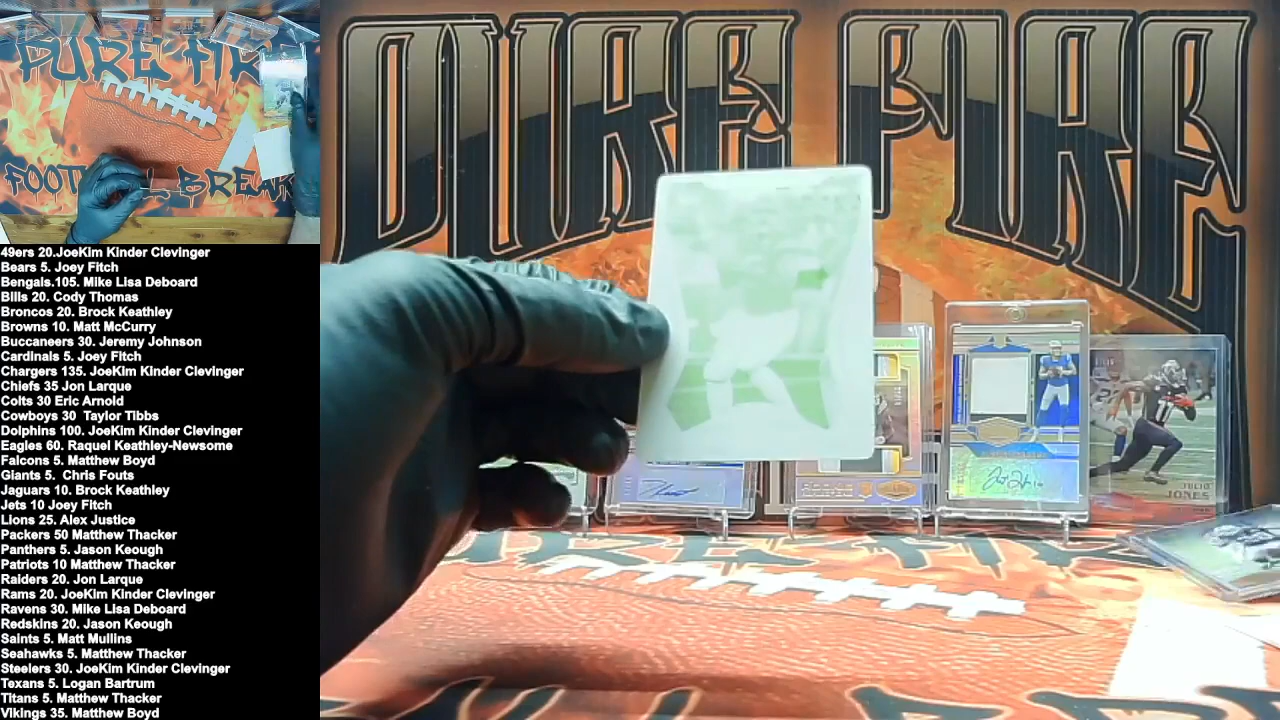 PURE FIRE
FOOTBALL BREAKS
49ers 20.JoeKim Kinder Clevinger
Bears 5. Joey Fitch
Bengals.105. Mike Lisa Deboard
Bills 20. Cody Thomas
Broncos 20. Brock Keathley
Browns 10. Matt McCurry
Buccaneers 30. Jeremy Johnson
Cardinals 5. Joey Fitch
Chargers 135. JoeKim Kinder Clevinger
Chiefs 35 Jon Larque
Colts 30 Eric Arnold
Cowboys 30 Taylor Tibbs
Dolphins 100. JoeKim Kinder Clevinger
Eagles 60. Raquel Keathley-Newsome
Falcons 5. Matthew Boyd
Giants 5. Chris Fouts
Jaguars 10. Brock Keathley
Jets 10 Joey Fitch
Lions 25. Alex Justice
Packers 50 Matthew Thacker
Panthers 5. Jason Keough
Patriots 10 Matthew Thacker
Raiders 20. Jon Larque
Rams 20. JoeKim Kinder Clevinger
Ravens 30. Mike Lisa Deboard
Redskins 20. Jason Keough
Saints 5. Matt Mullins
Seahawks 5. Matthew Thacker
Steelers 30. JoeKim Kinder Clevinger
Texans 5. Logan Bartrum
Titans 5. Matthew Thacker
Vikings 35. Matthew Boyd
PURE FIRE
JULIO
JONES
PURE FIRE